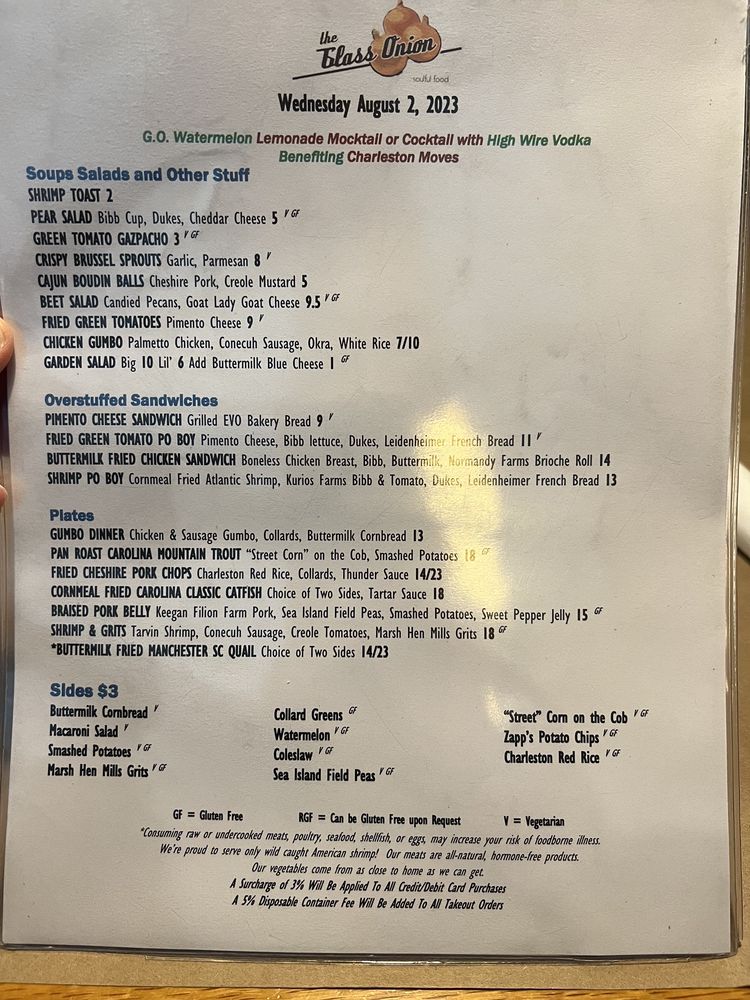 the
Glass Onion
soulful food
Wednesday August 2, 2023
G.O. Watermelon Lemonade Mocktail or Cocktail with High Wire Vodka
Benefiting Charleston Moves
Soups Salads and Other Stuff
SHRIMP TOAST 2
PEAR SALAD Bibb Cup, Dukes, Cheddar Cheese 5 V GF
GREEN TOMATO GAZPACHO 3 V GF
CRISPY BRUSSEL SPROUTS Garlic, Parmesan 8 V
CAJUN BOUDIN BALLS Cheshire Pork, Creole Mustard 5
BEET SALAD Candied Pecans, Goat Lady Goat Cheese 9.5 V GF
FRIED GREEN TOMATOES Pimento Cheese 9 V
CHICKEN GUMBO Palmetto Chicken, Conecuh Sausage, Okra, White Rice 7/10
GARDEN SALAD Big 10 Lil' 6 Add Buttermilk Blue Cheese 1 GF
Overstuffed Sandwiches
PIMENTO CHEESE SANDWICH Grilled EVO Bakery Bread 9 V
FRIED GREEN TOMATO PO BOY Pimento Cheese, Bibb lettuce, Dukes, Leidenheimer French Bread 11 V
BUTTERMILK FRIED CHICKEN SANDWICH Boneless Chicken Breast, Bibb, Buttermilk, Normandy Farms Brioche Roll 14
SHRIMP PO BOY Cornmeal Fried Atlantic Shrimp, Kurios Farms Bibb & Tomato, Dukes, Leidenheimer French Bread 13
Plates
GUMBO DINNER Chicken & Sausage Gumbo, Collards, Buttermilk Cornbread 13
PAN ROAST CAROLINA MOUNTAIN TROUT "Street Corn" on the Cob, Smashed Potatoes 18 GF
FRIED CHESHIRE PORK CHOPS Charleston Red Rice, Collards, Thunder Sauce 14/23
CORNMEAL FRIED CAROLINA CLASSIC CATFISH Choice of Two Sides, Tartar Sauce 18
BRAISED PORK BELLY Keegan Filion Farm Pork, Sea Island Field Peas, Smashed Potatoes, Sweet Pepper Jelly 15 GF
SHRIMP & GRITS Tarvin Shrimp, Conecuh Sausage, Creole Tomatoes, Marsh Hen Mills Grits 18 GF
*BUTTERMILK FRIED MANCHESTER SC QUAIL Choice of Two Sides 14/23
Sides $3
Buttermilk Cornbread V
Macaroni Salad V
Smashed Potatoes V GF
Marsh Hen Mills Grits V GF
Collard Greens GF
Watermelon V GF
Coleslaw V GF
Sea Island Field Peas V GF
"Street" Corn on the Cob V GF
Zapp's Potato Chips V GF
Charleston Red Rice V GF
GF = Gluten Free RGF = Can be Gluten Free upon Request V = Vegetarian
*Consuming raw or undercooked meats, poultry, seafood, shellfish, or eggs, may increase your risk of foodborne illness.
We're proud to serve only wild caught American shrimp! Our meats are all-natural, hormone-free products.
Our vegetables come from as close to home as we can get.
A Surcharge of 3% Will Be Applied To All Credit/Debit Card Purchases
A 5% Disposable Container Fee Will Be Added To All Takeout Orders